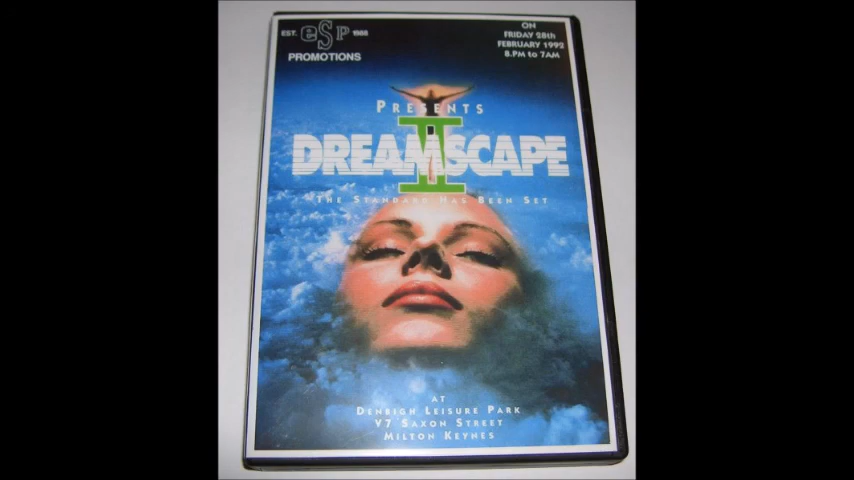 EST. eSP 1988
PROMOTIONS
ON
FRIDAY 28th
FEBRUARY 1992
8.PM to 7AM
PRESENTS
II
DREAMSCAPE
"THE STANDARD HAS BEEN SET
AT
DENBIGH LEISURE PARK
V7 SAXON STREET
MILTON KEYNES